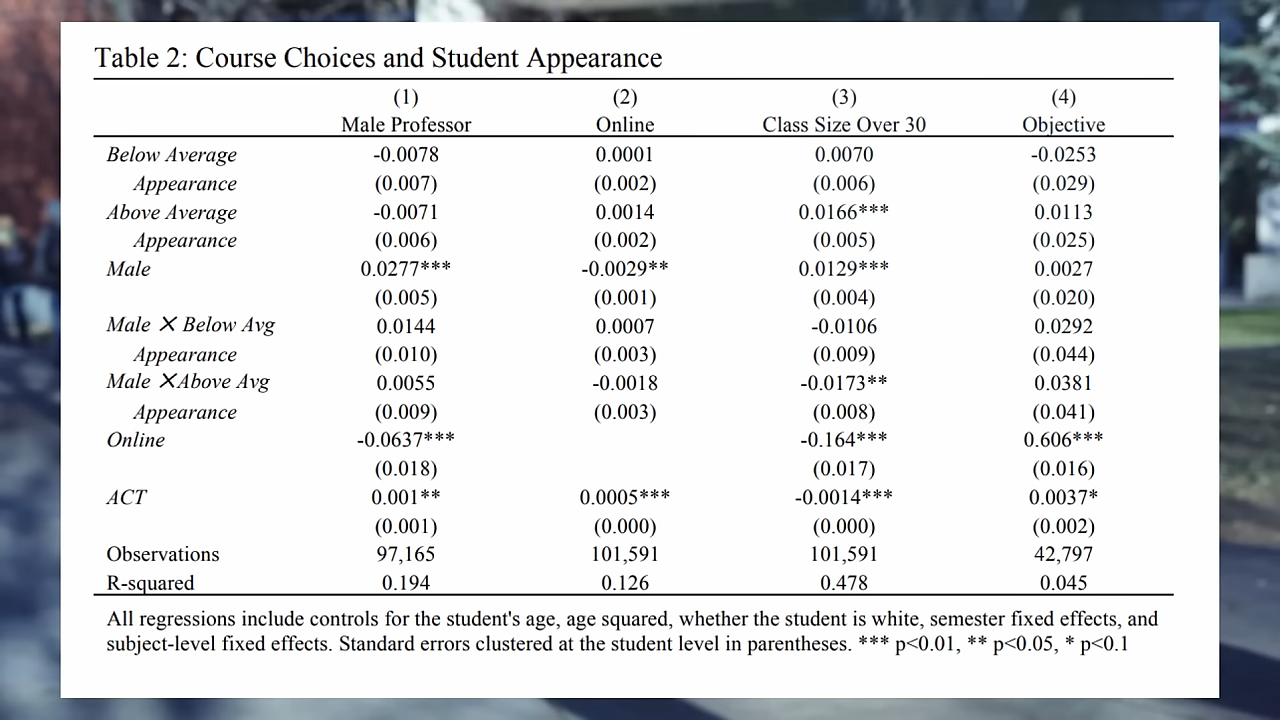 Table 2: Course Choices and Student Appearance
(1) (2) (3) (4)
Male Professor Online Class Size Over 30 Objective
Below Average -0.0078 0.0001 0.0070 -0.0253
Appearance (0.007) (0.002) (0.006) (0.029)
Above Average -0.0071 0.0014 0.0166*** 0.0113
Appearance (0.006) (0.002) (0.005) (0.025)
Male 0.0277*** -0.0029** 0.0129*** 0.0027
(0.005) (0.001) (0.004) (0.020)
Male ✕ Below Avg 0.0144 0.0007 -0.0106 0.0292
Appearance (0.010) (0.003) (0.009) (0.044)
Male ✕Above Avg 0.0055 -0.0018 -0.0173** 0.0381
Appearance (0.009) (0.003) (0.008) (0.041)
Online -0.0637*** -0.164*** 0.606***
(0.018) (0.017) (0.016)
ACT 0.001** 0.0005*** -0.0014*** 0.0037*
(0.001) (0.000) (0.000) (0.002)
Observations 97,165 101,591 101,591 42,797
R-squared 0.194 0.126 0.478 0.045
All regressions include controls for the student's age, age squared, whether the student is white, semester fixed effects, and
subject-level fixed effects. Standard errors clustered at the student level in parentheses. *** p<0.01, ** p<0.05, * p<0.1